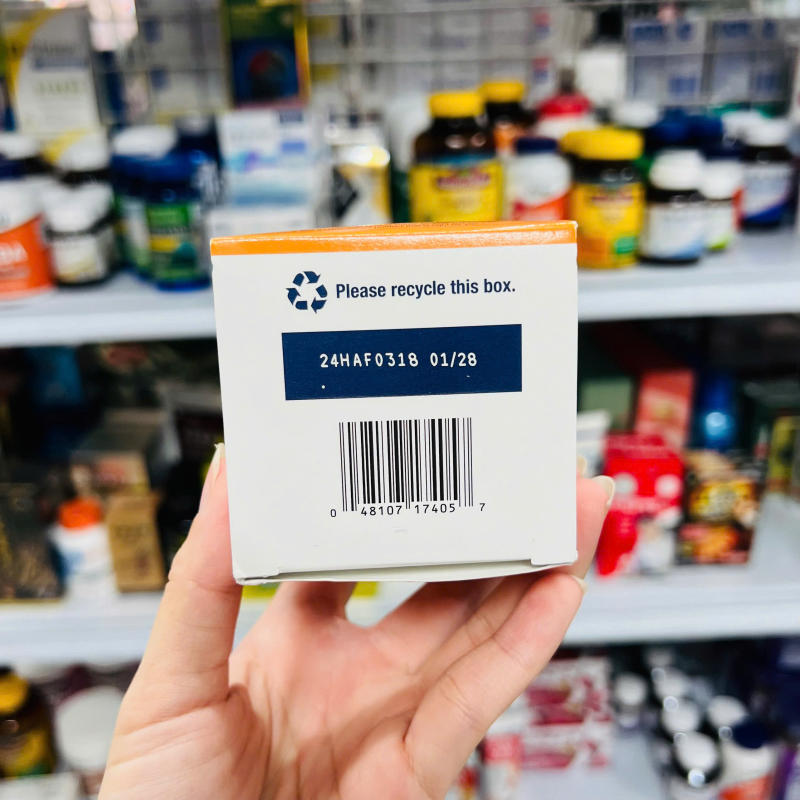 Please recycle this box.
24HAF0318 01/28
0 48107 17405 7